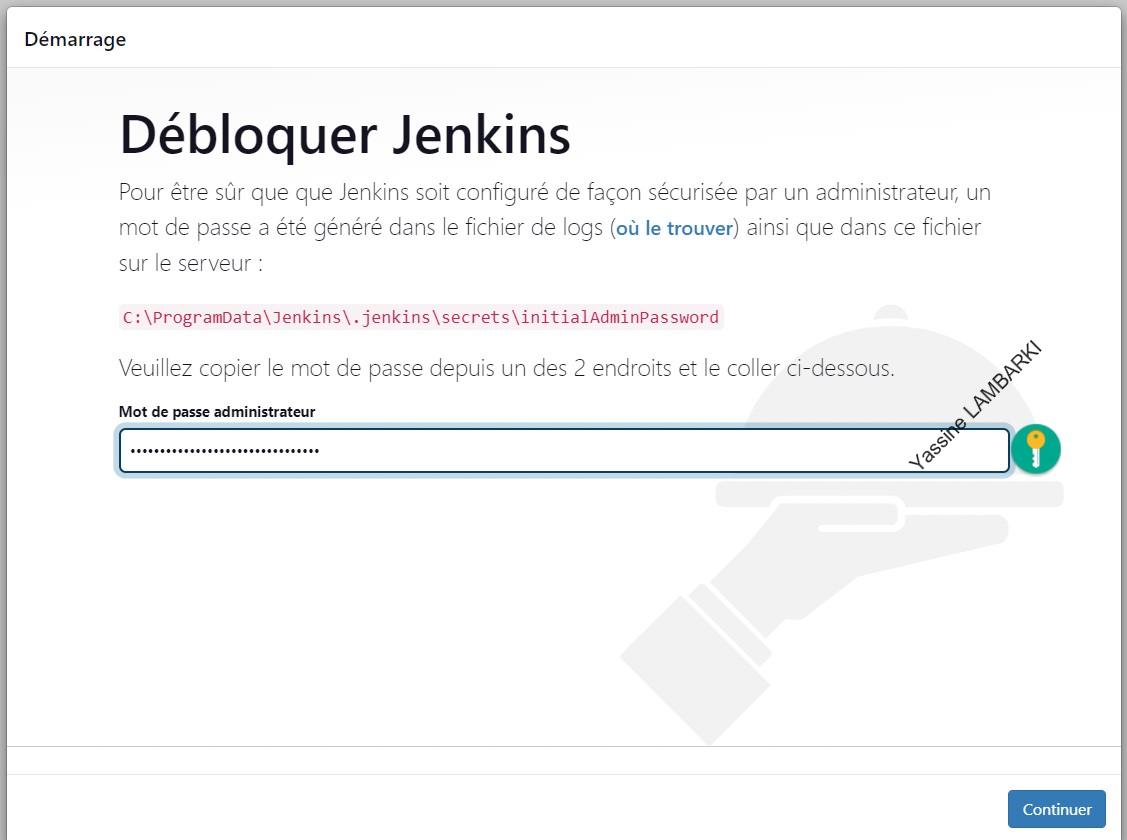 Démarrage
Débloquer Jenkins
Pour être sûr que que Jenkins soit configuré de façon sécurisée par un administrateur, un
mot de passe a été généré dans le fichier de logs (où le trouver) ainsi que dans ce fichier
sur le serveur :
C:\ProgramData\Jenkins\.jenkins\secrets\initialAdminPassword
Veuillez copier le mot de passe depuis un des 2 endroits et le coller ci-dessous.
Mot de passe administrateur
••••••••••••••••••••••••••••••••
Yassine LAMBARKI
Continuer